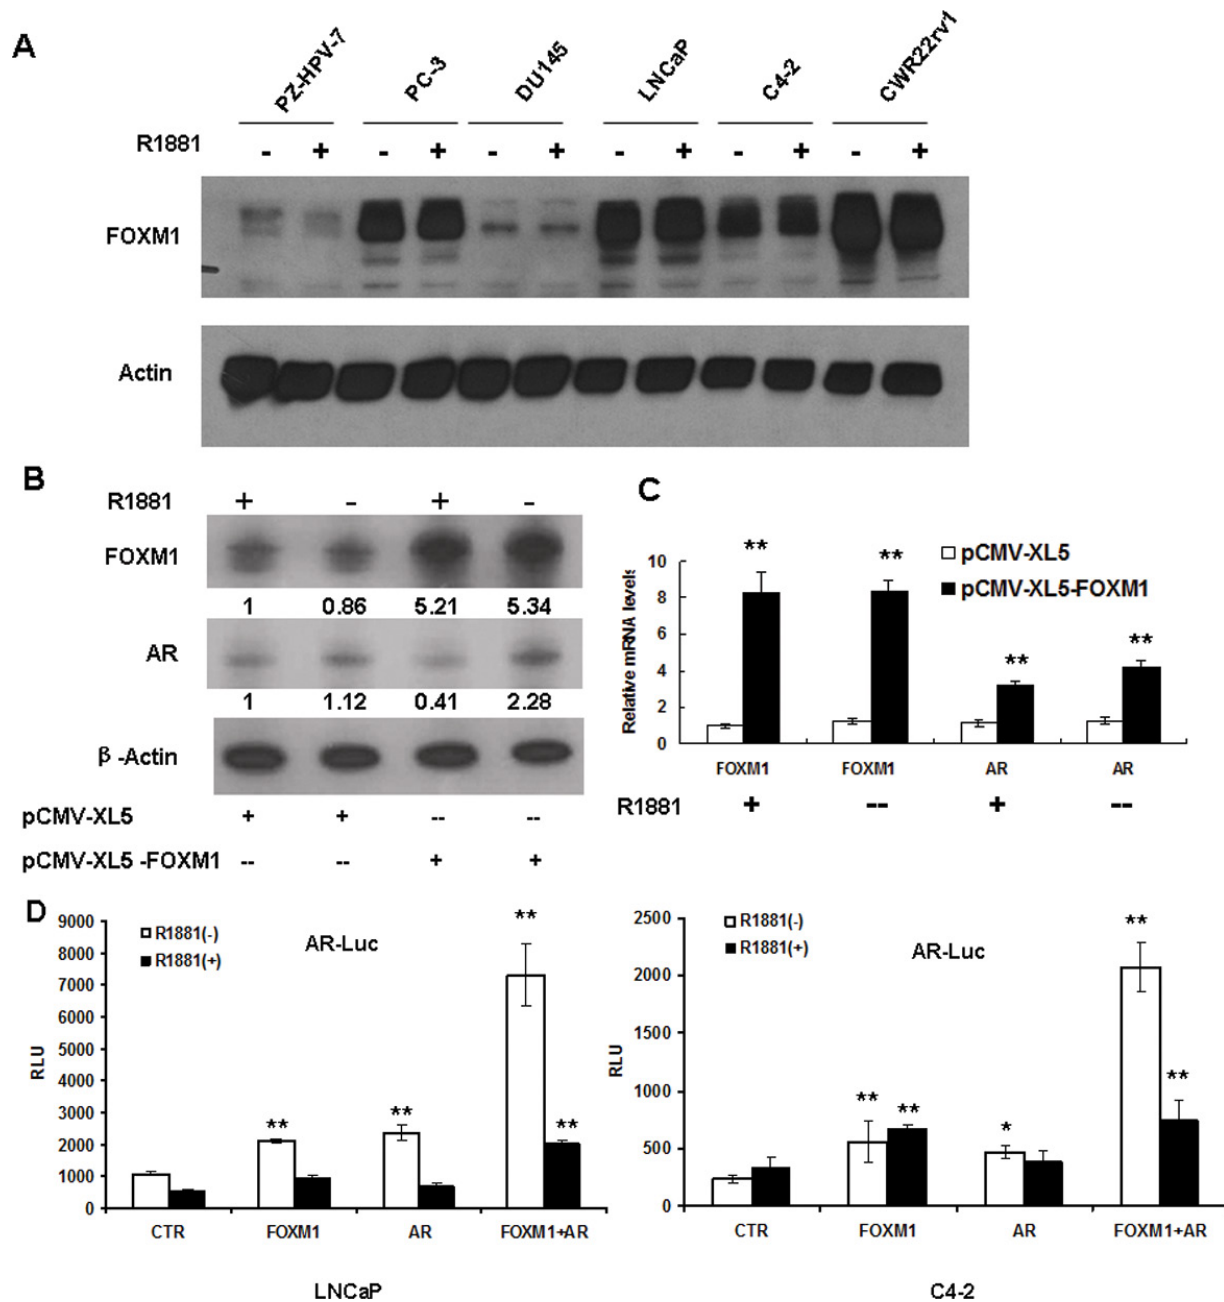 A
PZ-HPV-7 PC-3 DU145 LNCaP C4-2 CWR22rv1
R1881 - + - + - + - + - + - +
FOXM1
Actin
B
R1881 + - + -
FOXM1
1 0.86 5.21 5.34
AR
1 1.12 0.41 2.28
β-Actin
pCMV-XL5 + + -- --
pCMV-XL5 -FOXM1 -- -- + +
C
pCMV-XL5
pCMV-XL5-FOXM1
Relative mRNA levels
10
8
6
4
2
0
** ** ** **
FOXM1 FOXM1 AR AR
R1881 + -- + --
D
9000
8000
7000
6000
5000
4000
3000
2000
1000
0
RLU
R1881(-)
R1881(+)
AR-Luc
** ** ** **
CTR FOXM1 AR FOXM1+AR
LNCaP
2500
2000
1500
1000
500
0
RLU
R1881(-)
R1881(+)
AR-Luc
** ** * ** **
CTR FOXM1 AR FOXM1+AR
C4-2